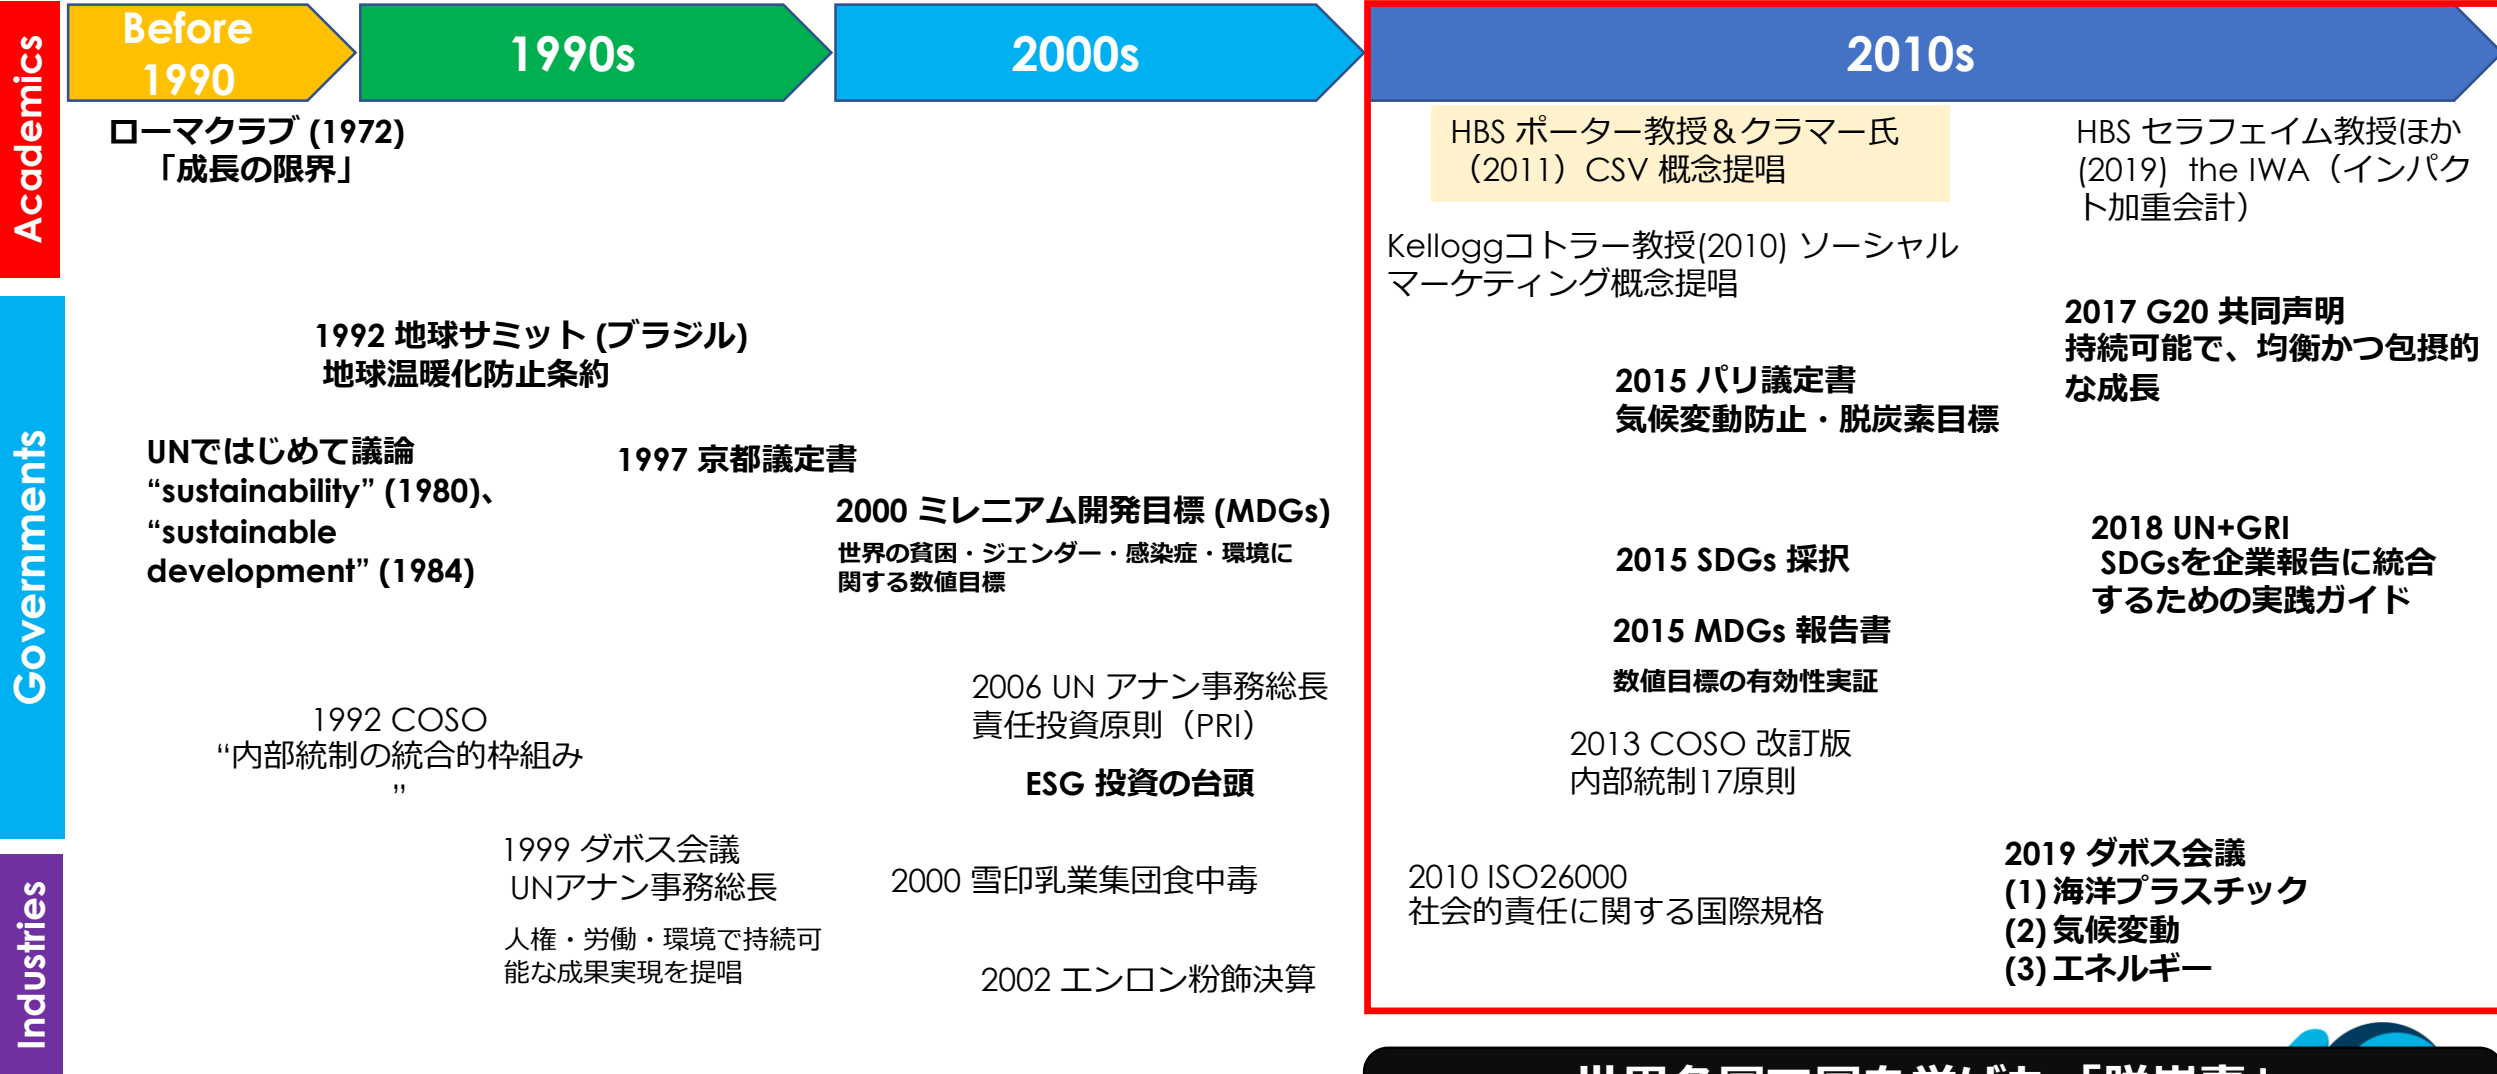 Before
1990
1990s
2000s
2010s
Academics
ローマクラブ (1972)
「成長の限界」
HBS ポーター教授＆クラマー氏
（2011）CSV 概念提唱
HBS セラフェイム教授ほか
(2019) the IWA（インパク
ト加重会計）
Kelloggコトラー教授(2010) ソーシャル
マーケティング概念提唱
Governments
1992 地球サミット (ブラジル)
地球温暖化防止条約
2017 G20 共同声明
持続可能で、均衡かつ包摂的
な成長
2015 パリ議定書
気候変動防止・脱炭素目標
UNではじめて議論
“sustainability” (1980)、
“sustainable
development” (1984)
1997 京都議定書
2000 ミレニアム開発目標 (MDGs)
世界の貧困・ジェンダー・感染症・環境に
関する数値目標
2015 SDGs 採択
2018 UN+GRI
SDGsを企業報告に統合
するための実践ガイド
2015 MDGs 報告書
数値目標の有効性実証
2006 UN アナン事務総長
責任投資原則（PRI）
1992 COSO
“内部統制の統合的枠組み
”
2013 COSO 改訂版
内部統制17原則
ESG 投資の台頭
Industries
1999 ダボス会議
UNアナン事務総長
人権・労働・環境で持続可
能な成果実現を提唱
2000 雪印乳業集団食中毒
2002 エンロン粉飾決算
2010 ISO26000
社会的責任に関する国際規格
2019 ダボス会議
(1) 海洋プラスチック
(2) 気候変動
(3) エネルギー